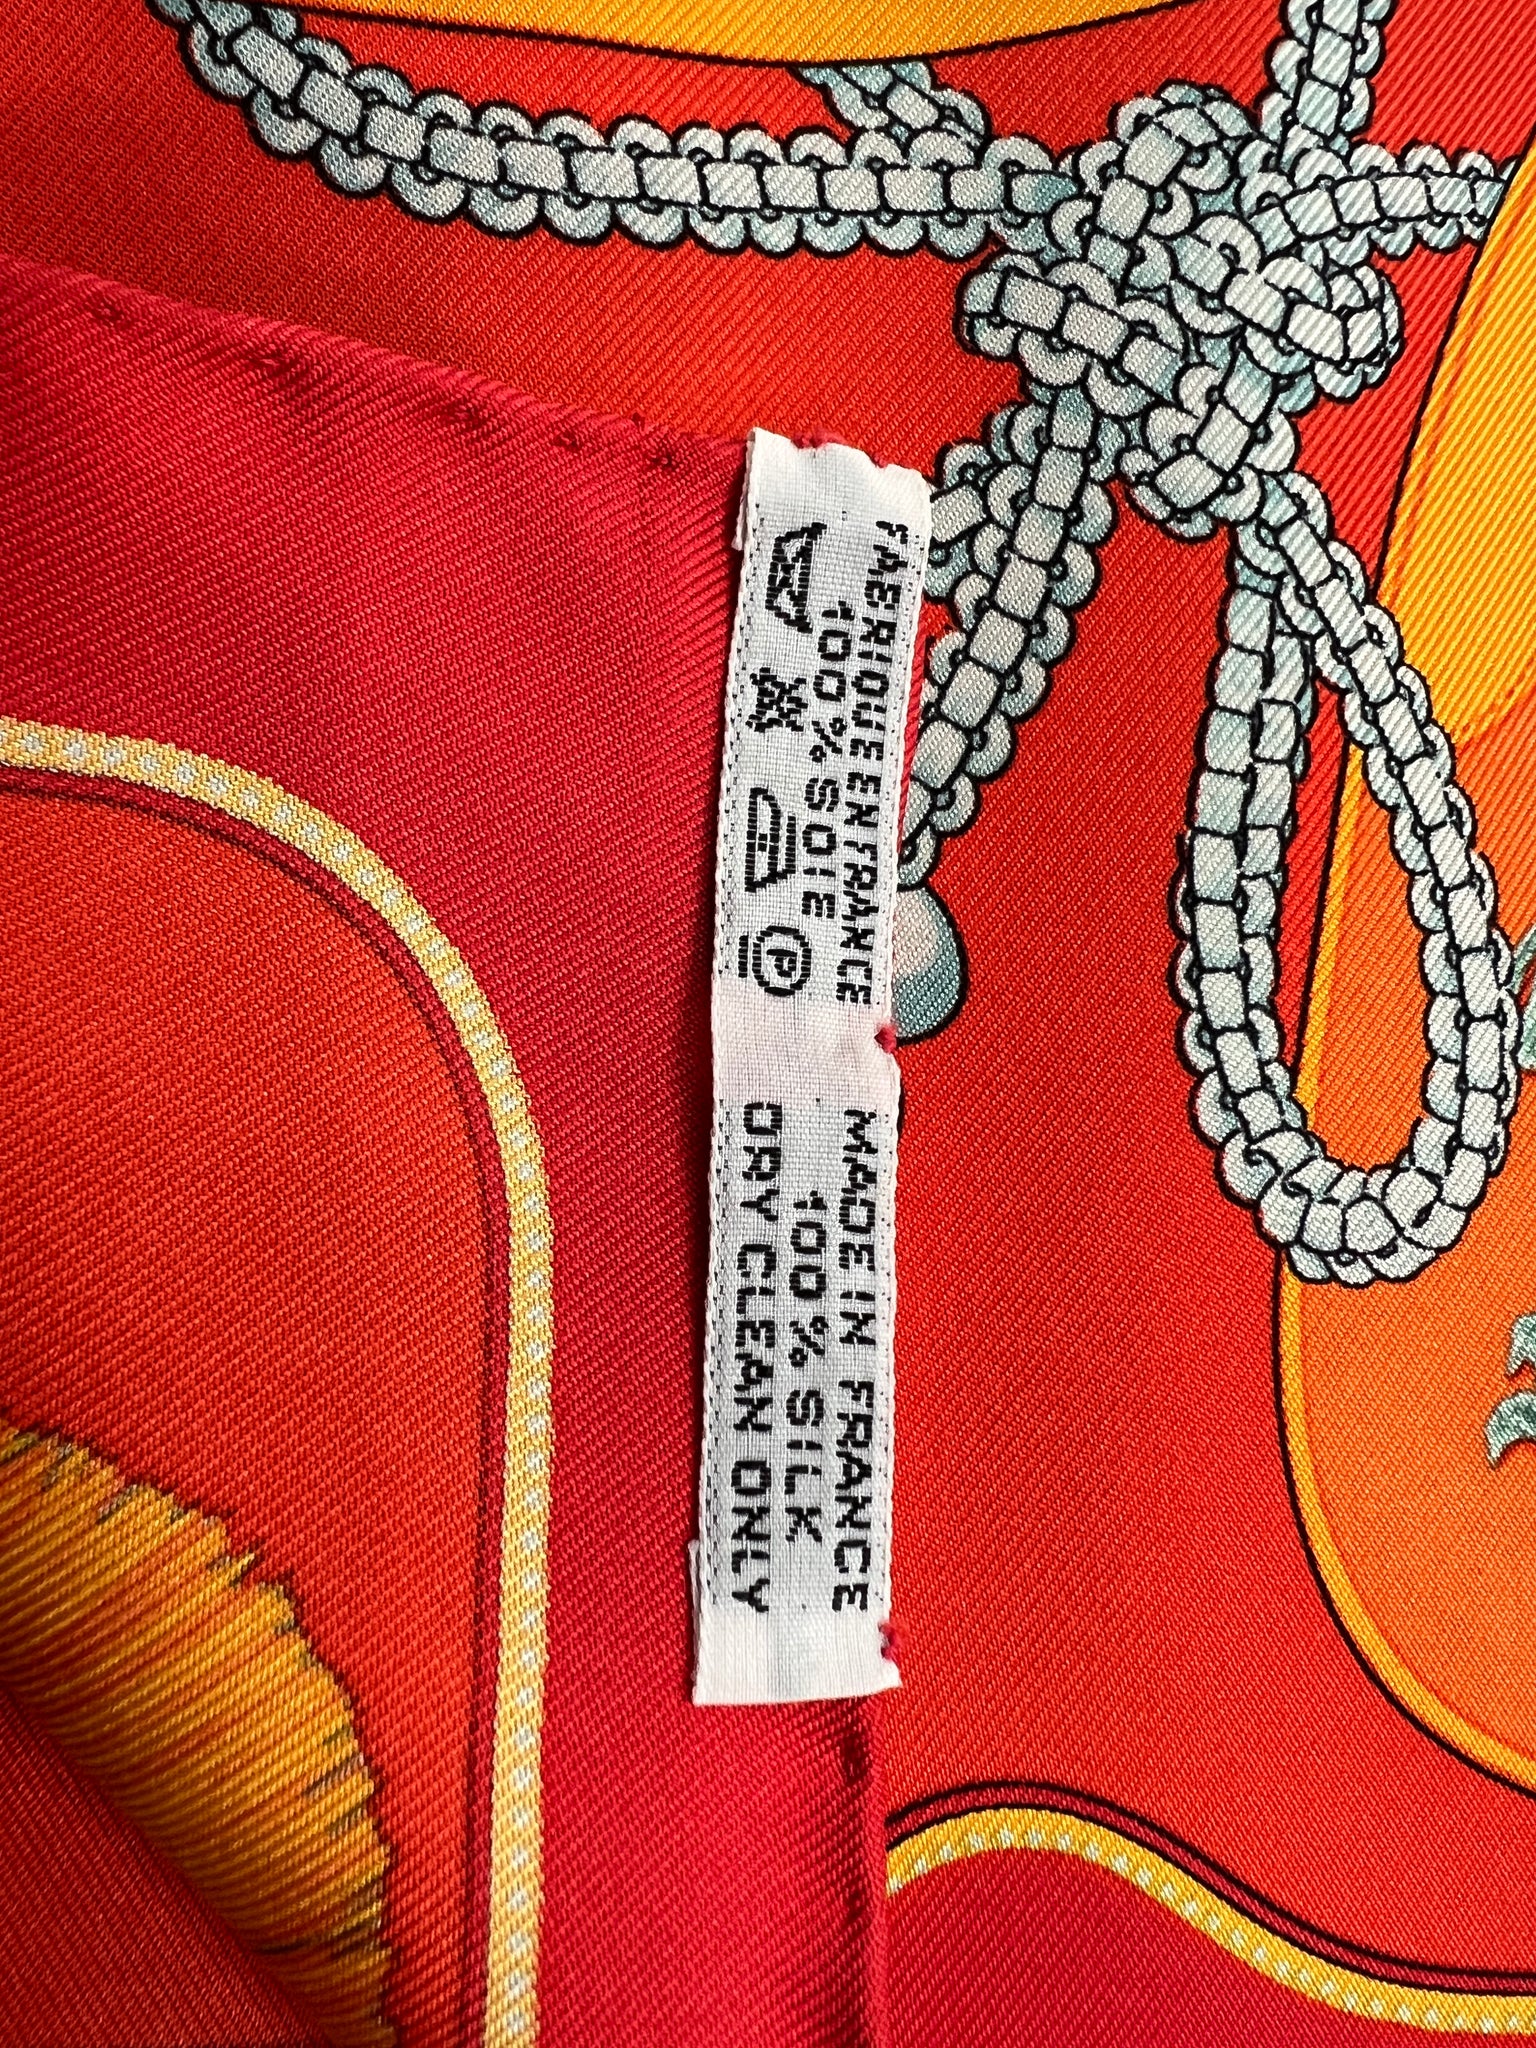 FABRIQUE EN FRANCE
100 % SOIE
P
MADE IN FRANCE
100 % SILK
DRY CLEAN ONLY